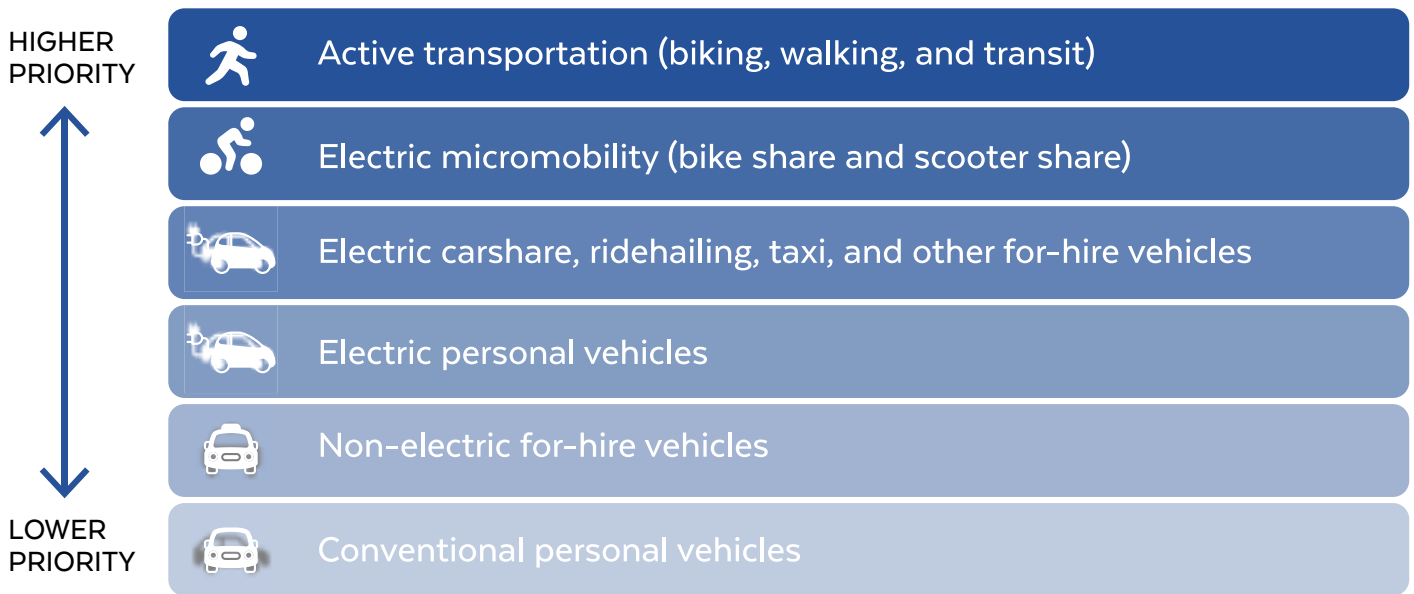 HIGHER
PRIORITY
Active transportation (biking, walking, and transit)
Electric micromobility (bike share and scooter share)
Electric carshare, ridehailing, taxi, and other for-hire vehicles
Electric personal vehicles
Non-electric for-hire vehicles
LOWER
PRIORITY
Conventional personal vehicles